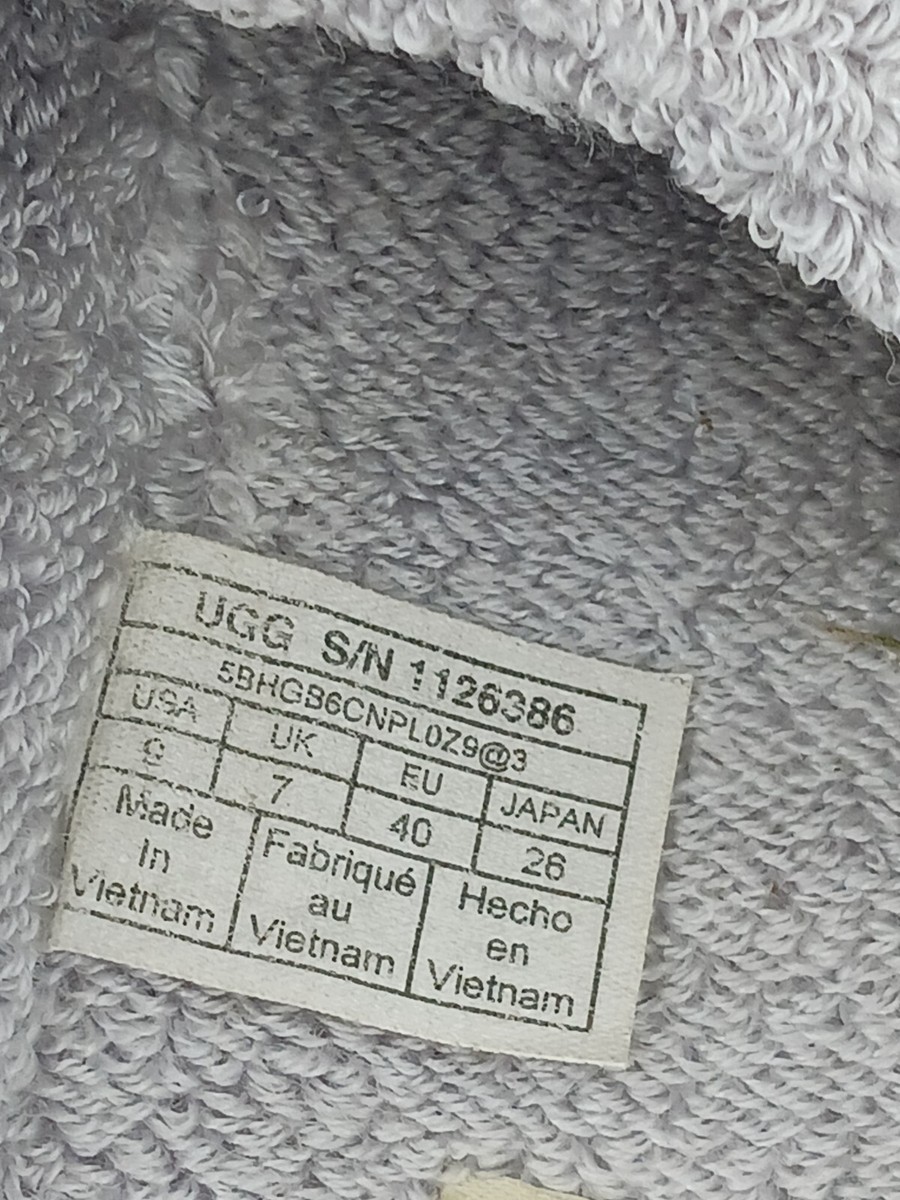 UGG S/N 1126386
5BHGB6CNPL0Z9@3
USA UK EU JAPAN
9 7 40 26
Made
In
Vietnam
Fabriqué
au
Vietnam
Hecho
en
Vietnam